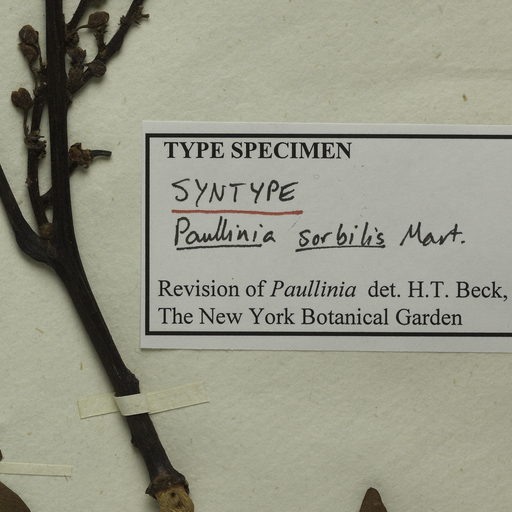 TYPE SPECIMEN
SYNTYPE
Paullinia sorbilis Mart.
Revision of Paullinia det. H.T. Beck,
The New York Botanical Garden